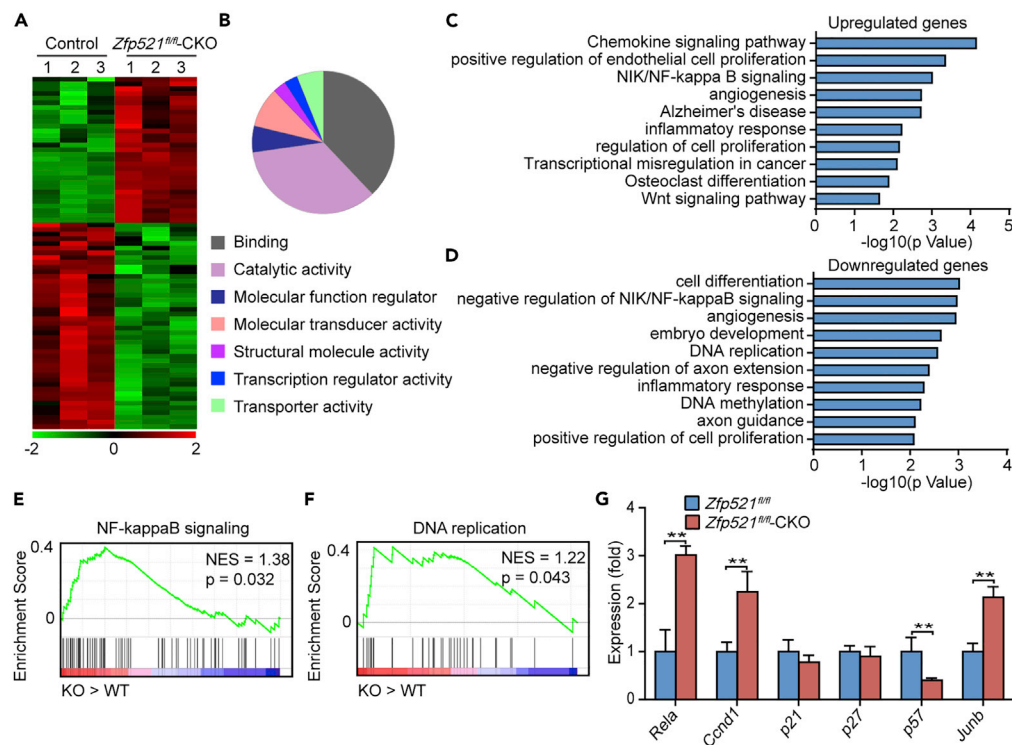 A
Control
Zfp521fl/fl-CKO
1 2 3 1 2 3
-2 0 2
B
Binding
Catalytic activity
Molecular function regulator
Molecular transducer activity
Structural molecule activity
Transcription regulator activity
Transporter activity
C
Upregulated genes
Chemokine signaling pathway
positive regulation of endothelial cell proliferation
NIK/NF-kappa B signaling
angiogenesis
Alzheimer's disease
inflammatoy response
regulation of cell proliferation
Transcriptional misregulation in cancer
Osteoclast differentiation
Wnt signaling pathway
0 1 2 3 4 5
-log10(p Value)
D
Downregulated genes
cell differentiation
negative regulation of NIK/NF-kappaB signaling
angiogenesis
embryo development
DNA replication
negative regulation of axon extension
inflammatory response
DNA methylation
axon guidance
positive regulation of cell proliferation
0 1 2 3 4
-log10(p Value)
E
NF-kappaB signaling
Enrichment Score
0.4
0
NES = 1.38
p = 0.032
KO > WT
F
DNA replication
Enrichment Score
0.4
0
NES = 1.22
p = 0.043
KO > WT
G
Zfp521fl/fl
Zfp521fl/fl-CKO
Expression (fold)
4
3
2
1
0
**
**
**
**
Rela
Ccnd1
p21
p27
p57
Junb